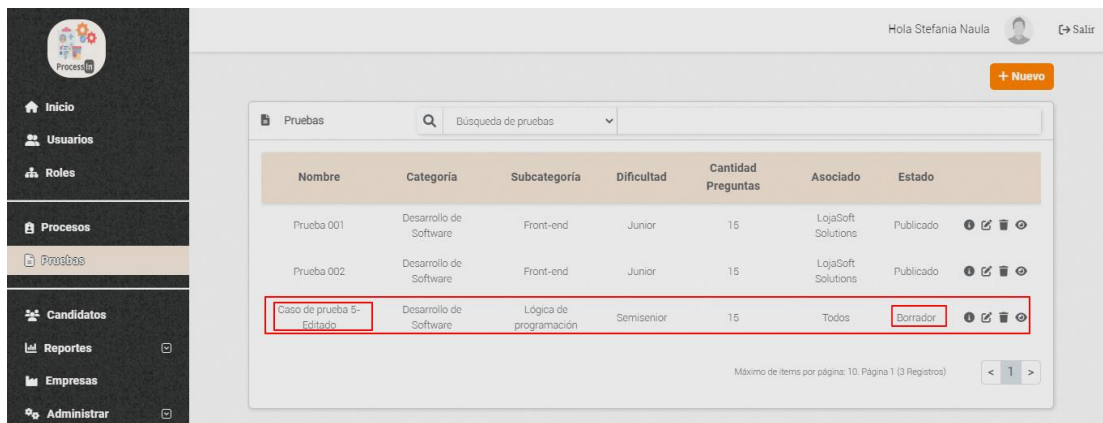 Hola Stefania Naula
Salir
ProcessIn
+ Nuevo
Inicio
Usuarios
Roles
Procesos
Pruebas
Candidatos
Reportes
Empresas
Administrar
Pruebas
Búsqueda de pruebas
Nombre Categoría Subcategoría Dificultad Cantidad Preguntas Asociado Estado
Prueba 001 Desarrollo de Software Front-end Junior 15 LojaSoft Solutions Publicado
Prueba 002 Desarrollo de Software Front-end Junior 15 LojaSoft Solutions Publicado
Caso de prueba 5-Editado Desarrollo de Software Lógica de programación Semisenior 15 Todos Borrador
Máximo de items por página: 10. Página 1 (3 Registros)
< 1 >